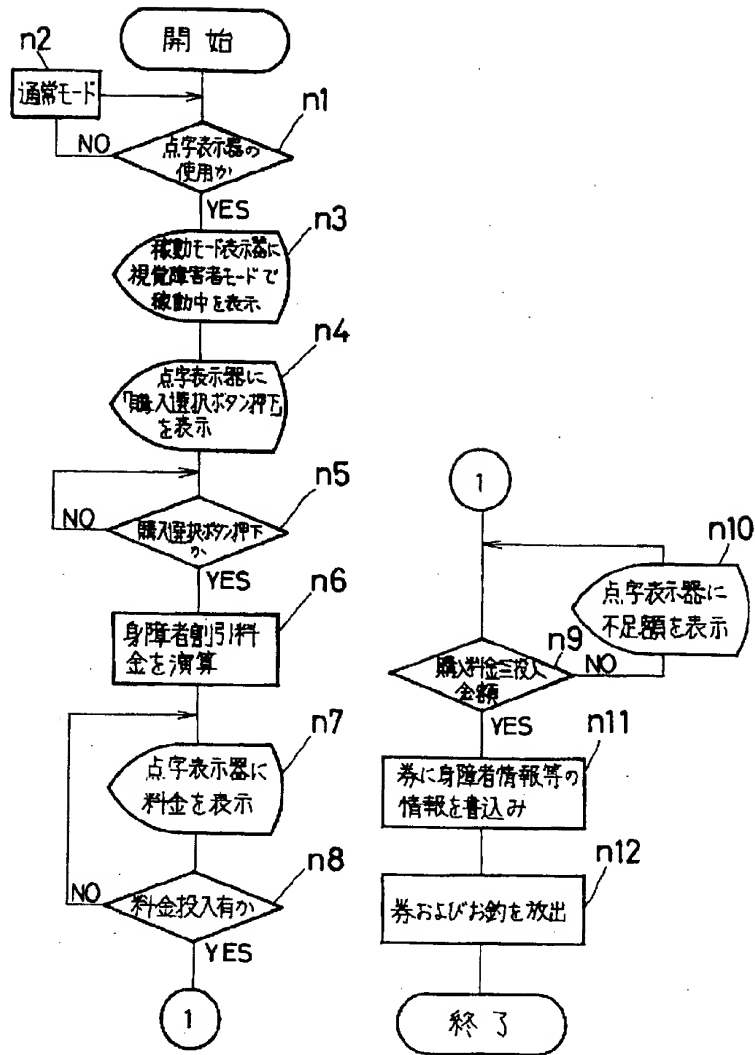 開始
n2
通常モード
n1
NO
点字表示器の
使用か
YES
n3
稼動モード表示器に
視覚障害者モードで
稼動中を表示
n4
点字表示器に
「購入選択ボタン押下」
を表示
n5
NO
購入選択ボタン押下
か
YES
n6
身障者割引料
金を演算
n7
点字表示器に
料金を表示
n8
NO
料金投入有か
YES
1
1
n10
点字表示器に
不足額を表示
n9
購入料金≦投入
金額
NO
YES
n11
券に身障者情報等の
情報を書込み
n12
券およびお釣を放出
終了